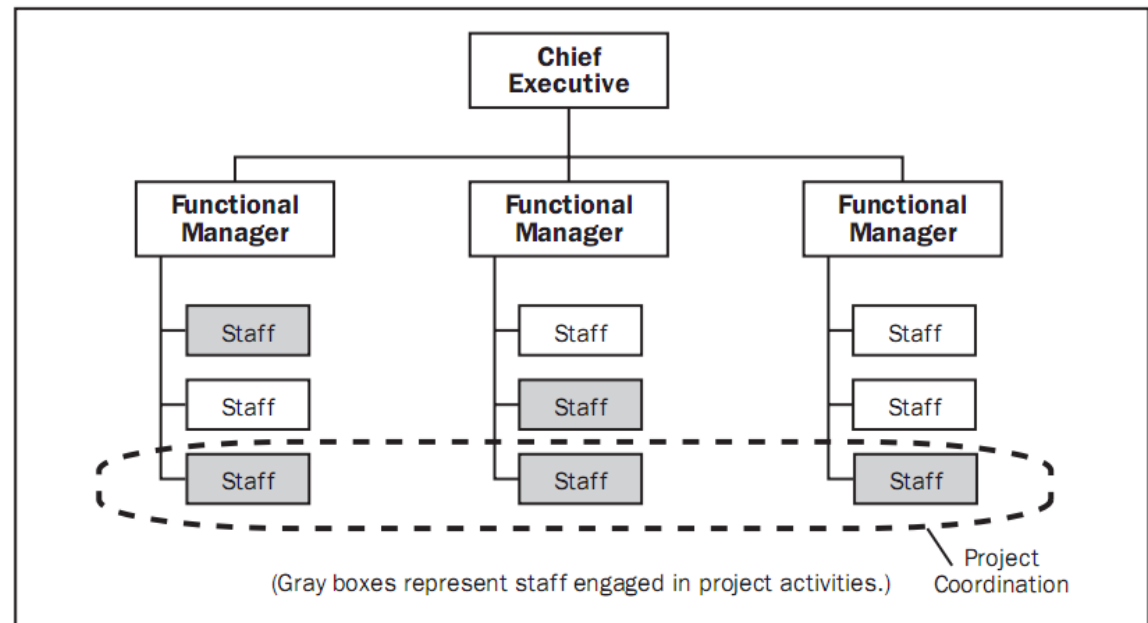 Chief
Executive
Functional
Manager
Functional
Manager
Functional
Manager
Staff
Staff
Staff
Staff
Staff
Staff
Staff
Staff
Staff
Project
Coordination
(Gray boxes represent staff engaged in project activities.)